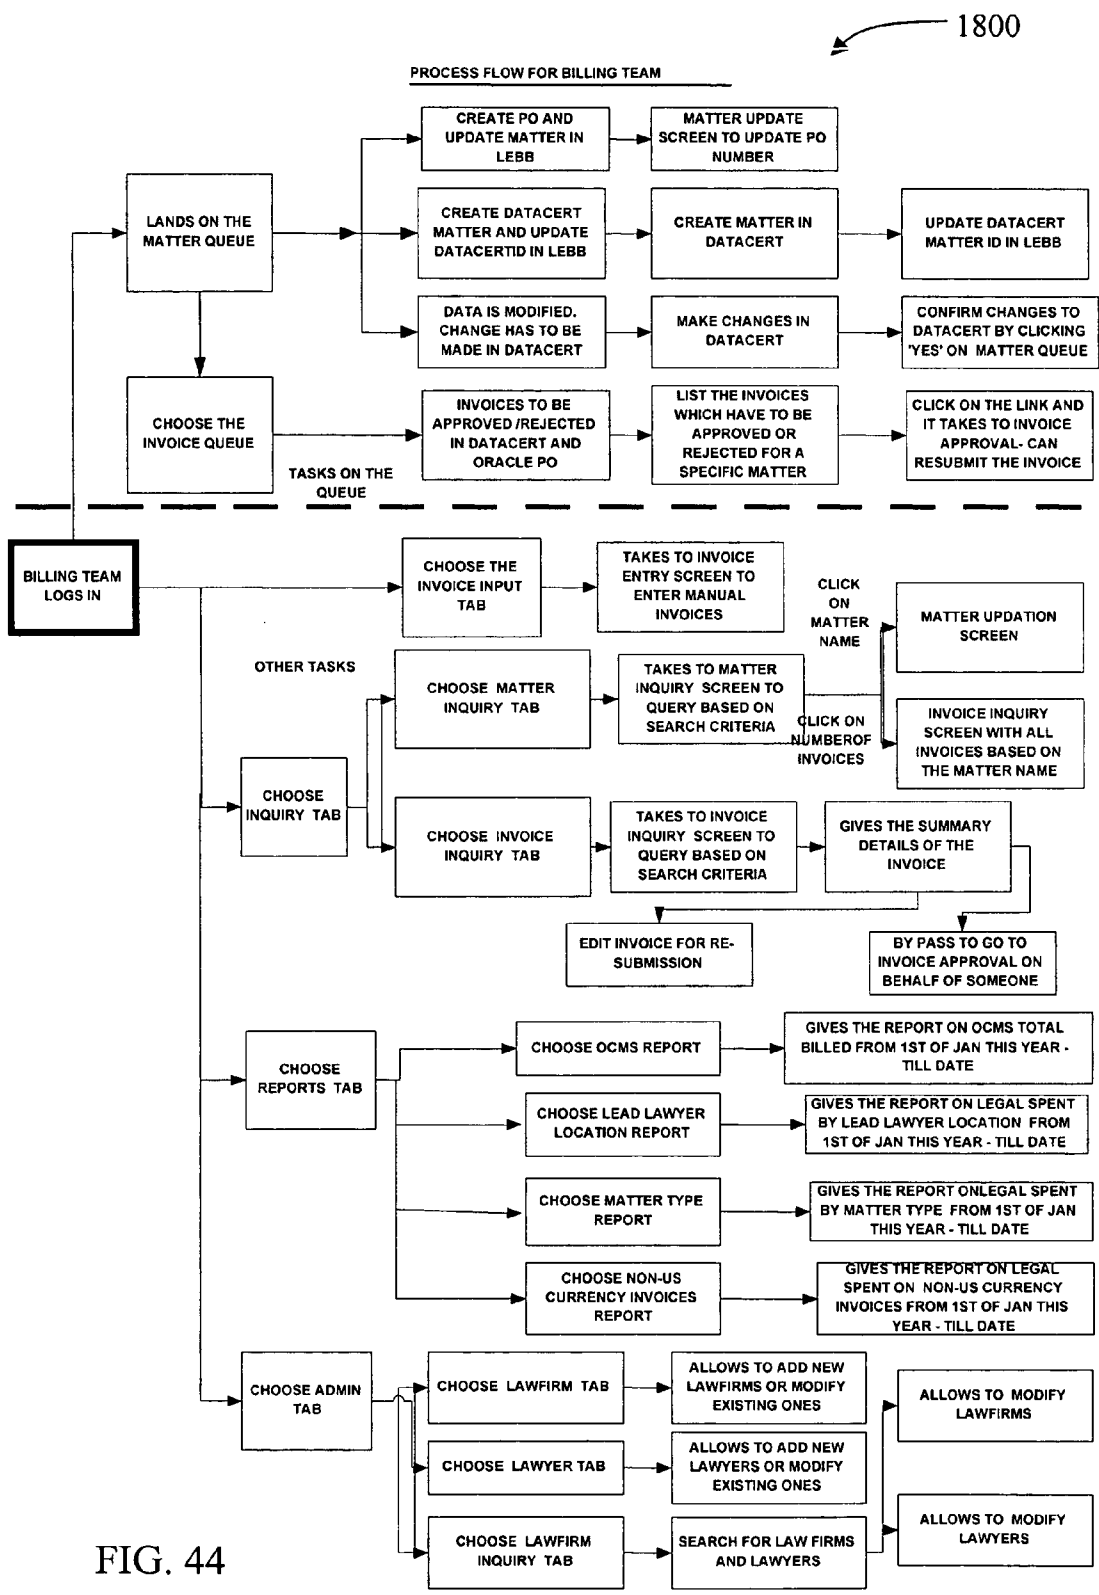 1800
PROCESS FLOW FOR BILLING TEAM
CREATE PO AND
UPDATE MATTER IN
LEBB
MATTER UPDATE
SCREEN TO UPDATE PO
NUMBER
LANDS ON THE
MATTER QUEUE
CREATE DATACERT
MATTER AND UPDATE
DATACERTID IN LEBB
CREATE MATTER IN
DATACERT
UPDATE DATACERT
MATTER ID IN LEBB
DATA IS MODIFIED.
CHANGE HAS TO BE
MADE IN DATACERT
MAKE CHANGES IN
DATACERT
CONFIRM CHANGES TO
DATACERT BY CLICKING
'YES' ON MATTER QUEUE
CHOOSE THE
INVOICE QUEUE
INVOICES TO BE
APPROVED /REJECTED
IN DATACERT AND
ORACLE PO
LIST THE INVOICES
WHICH HAVE TO BE
APPROVED OR
REJECTED FOR A
SPECIFIC MATTER
CLICK ON THE LINK AND
IT TAKES TO INVOICE
APPROVAL- CAN
RESUBMIT THE INVOICE
TASKS ON THE
QUEUE
BILLING TEAM
LOGS IN
CHOOSE THE
INVOICE INPUT
TAB
TAKES TO INVOICE
ENTRY SCREEN TO
ENTER MANUAL
INVOICES
CLICK
ON
MATTER
NAME
MATTER UPDATION
SCREEN
OTHER TASKS
CHOOSE MATTER
INQUIRY TAB
TAKES TO MATTER
INQUIRY SCREEN TO
QUERY BASED ON
SEARCH CRITERIA
CLICK ON
NUMBEROF
INVOICES
INVOICE INQUIRY
SCREEN WITH ALL
INVOICES BASED ON
THE MATTER NAME
CHOOSE
INQUIRY TAB
CHOOSE INVOICE
INQUIRY TAB
TAKES TO INVOICE
INQUIRY SCREEN TO
QUERY BASED ON
SEARCH CRITERIA
GIVES THE SUMMARY
DETAILS OF THE
INVOICE
EDIT INVOICE FOR RE-
SUBMISSION
BY PASS TO GO TO
INVOICE APPROVAL ON
BEHALF OF SOMEONE
CHOOSE
REPORTS TAB
CHOOSE OCMS REPORT
GIVES THE REPORT ON OCMS TOTAL
BILLED FROM 1ST OF JAN THIS YEAR -
TILL DATE
CHOOSE LEAD LAWYER
LOCATION REPORT
GIVES THE REPORT ON LEGAL SPENT
BY LEAD LAWYER LOCATION FROM
1ST OF JAN THIS YEAR - TILL DATE
CHOOSE MATTER TYPE
REPORT
GIVES THE REPORT ONLEGAL SPENT
BY MATTER TYPE FROM 1ST OF JAN
THIS YEAR - TILL DATE
CHOOSE NON-US
CURRENCY INVOICES
REPORT
GIVES THE REPORT ON LEGAL
SPENT ON NON-US CURRENCY
INVOICES FROM 1ST OF JAN THIS
YEAR - TILL DATE
CHOOSE ADMIN
TAB
CHOOSE LAWFIRM TAB
ALLOWS TO ADD NEW
LAWFIRMS OR MODIFY
EXISTING ONES
ALLOWS TO MODIFY
LAWFIRMS
CHOOSE LAWYER TAB
ALLOWS TO ADD NEW
LAWYERS OR MODIFY
EXISTING ONES
CHOOSE LAWFIRM
INQUIRY TAB
SEARCH FOR LAW FIRMS
AND LAWYERS
ALLOWS TO MODIFY
LAWYERS
FIG. 44